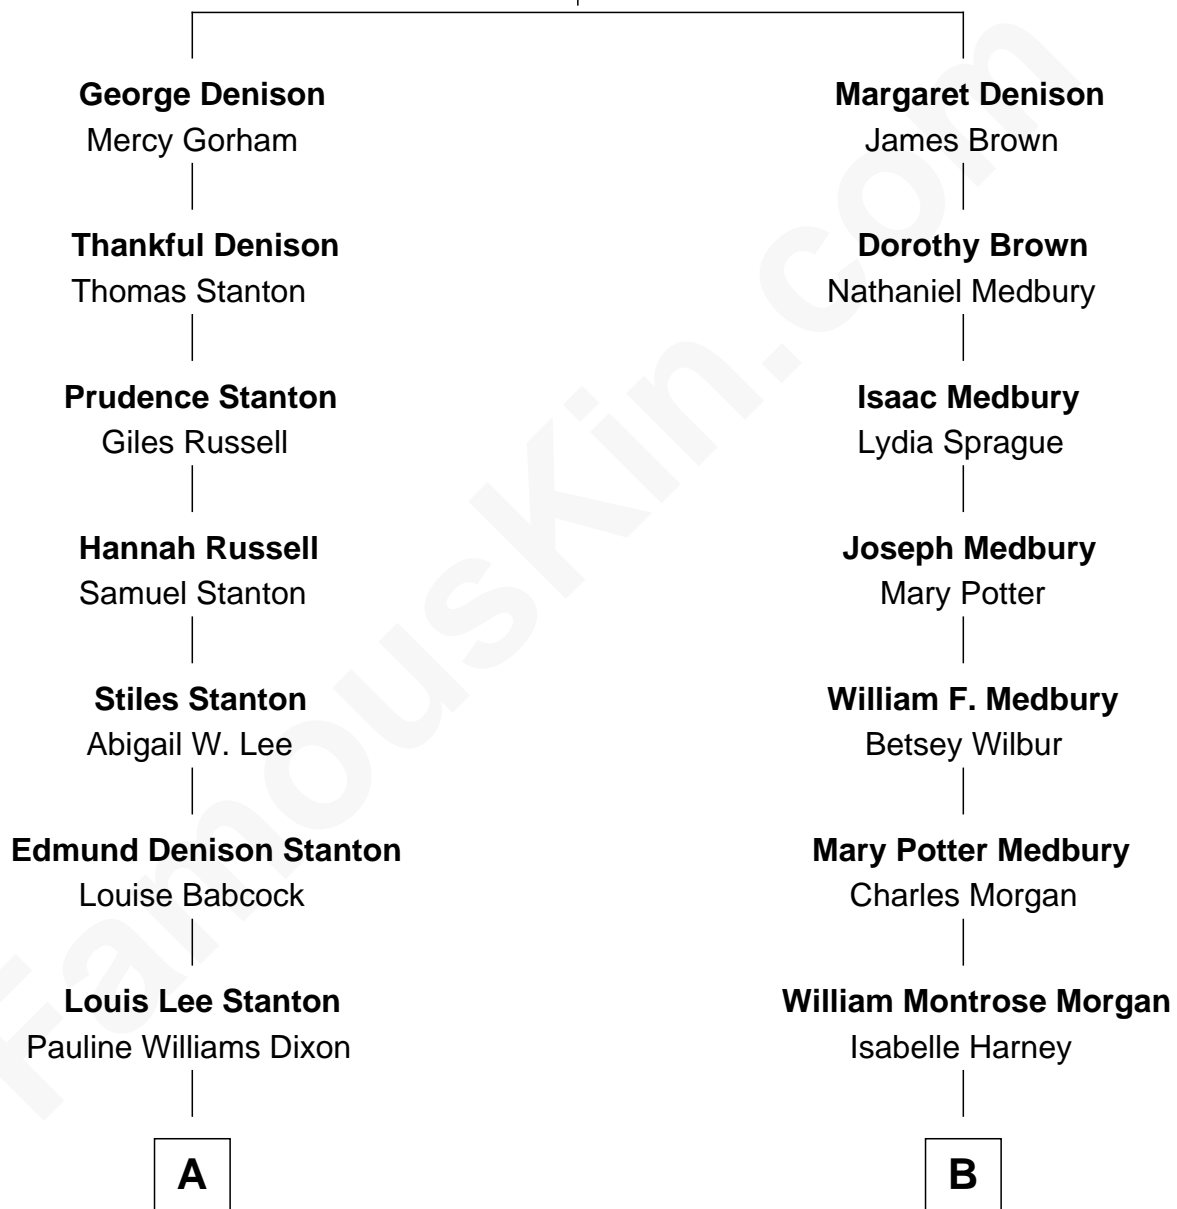 George Denison
Mercy Gorham
Thankful Denison
Thomas Stanton
Prudence Stanton
Giles Russell
Hannah Russell
Samuel Stanton
Stiles Stanton
Abigail W. Lee
Edmund Denison Stanton
Louise Babcock
Louis Lee Stanton
Pauline Williams Dixon
A
Margaret Denison
James Brown
Dorothy Brown
Nathaniel Medbury
Isaac Medbury
Lydia Sprague
Joseph Medbury
Mary Potter
William F. Medbury
Betsey Wilbur
Mary Potter Medbury
Charles Morgan
William Montrose Morgan
Isabelle Harney
B
FamousKin.com